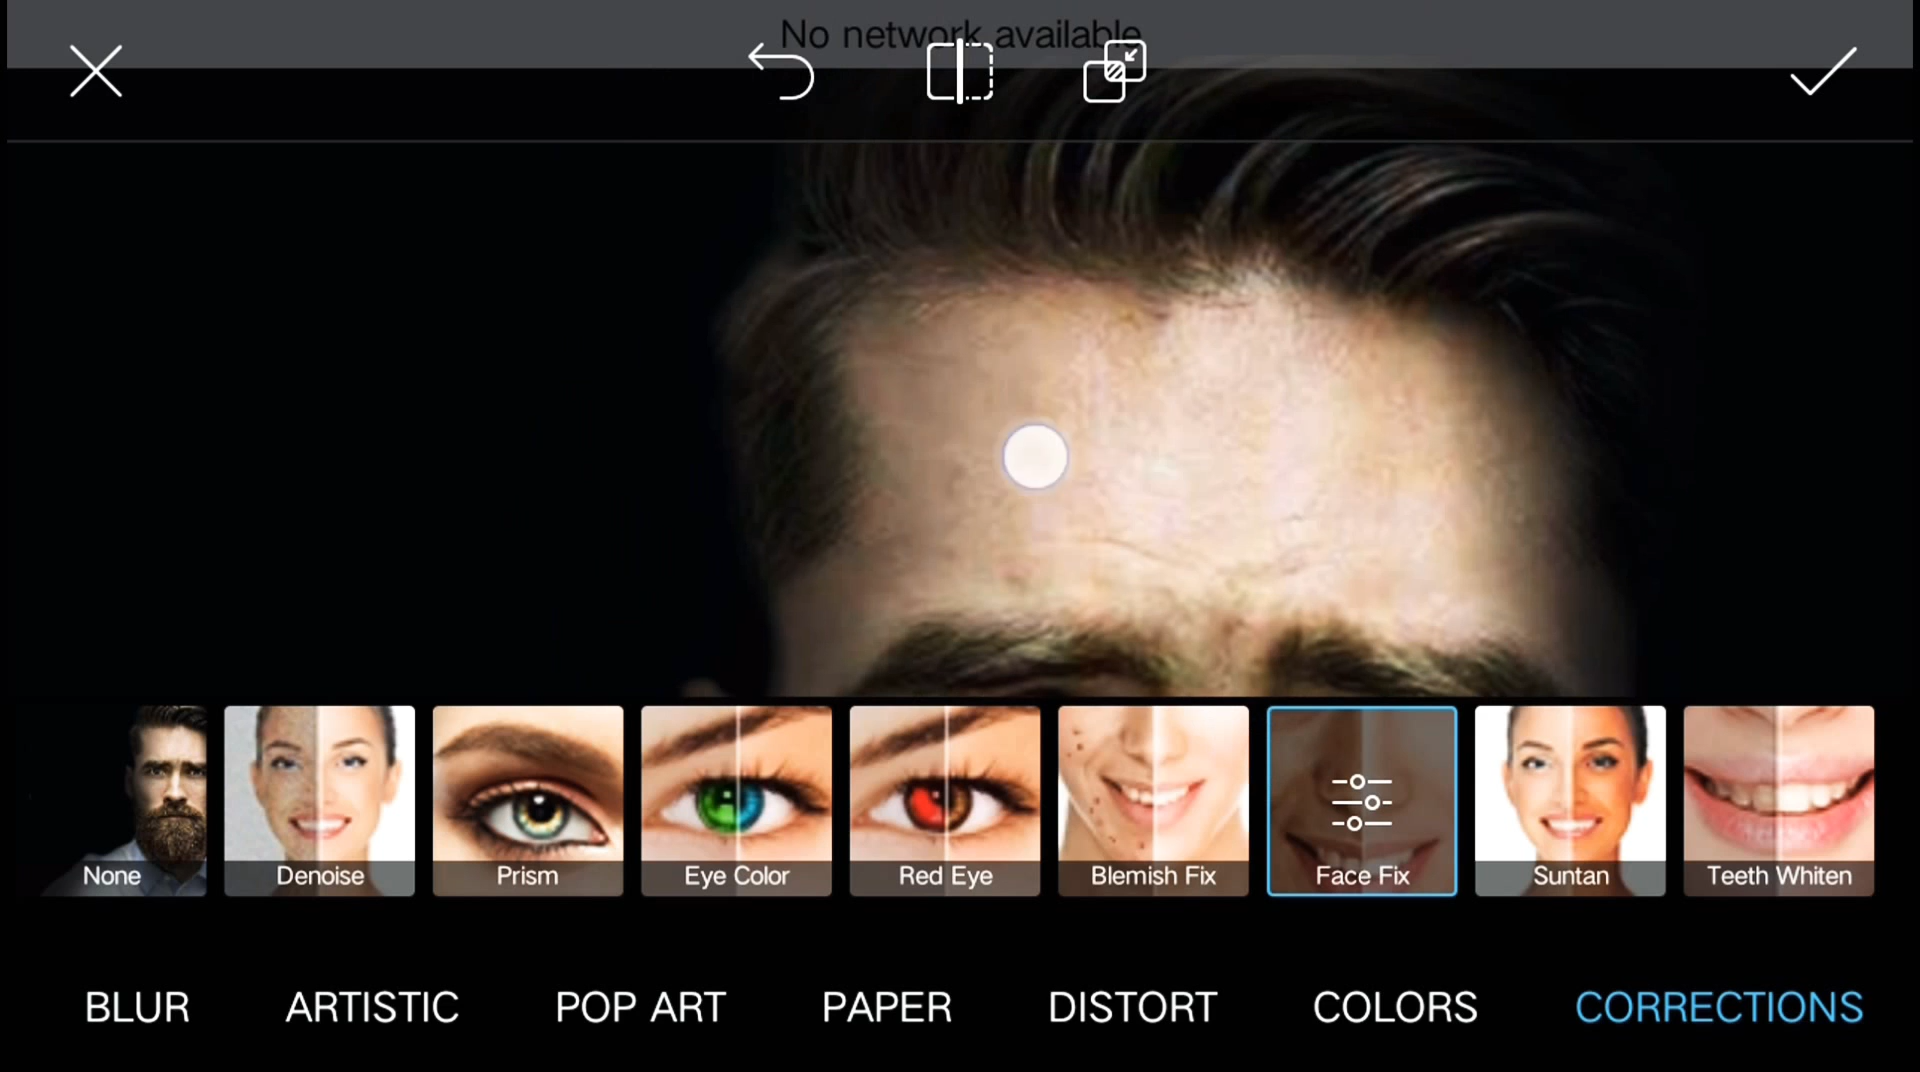 No network available
None
Denoise
Prism
Eye Color
Red Eye
Blemish Fix
Face Fix
Suntan
Teeth Whiten
BLUR
ARTISTIC
POP ART
PAPER
DISTORT
COLORS
CORRECTIONS